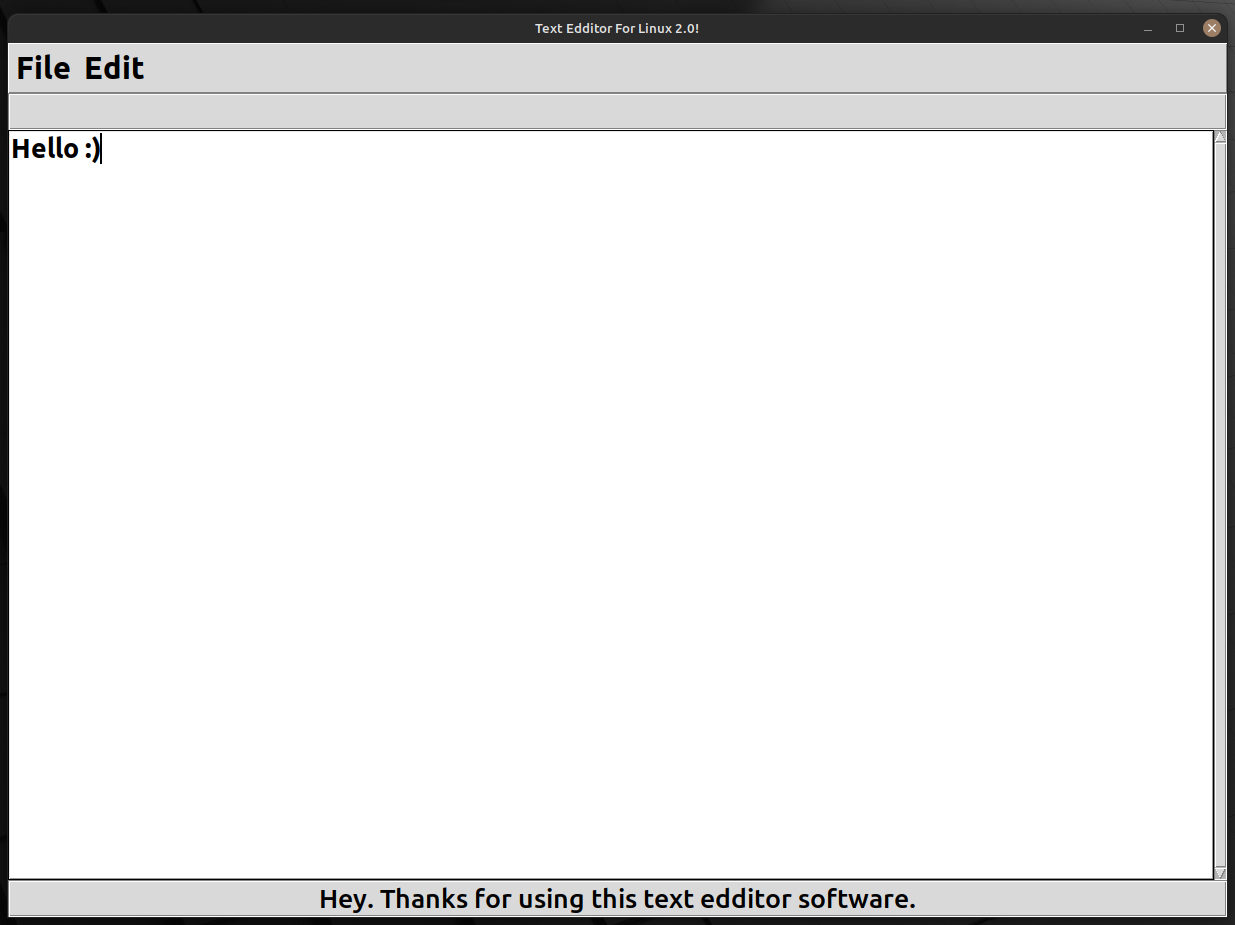 Text Edditor For Linux 2.0!
File Edit
Hello :)
Hey. Thanks for using this text edditor software.